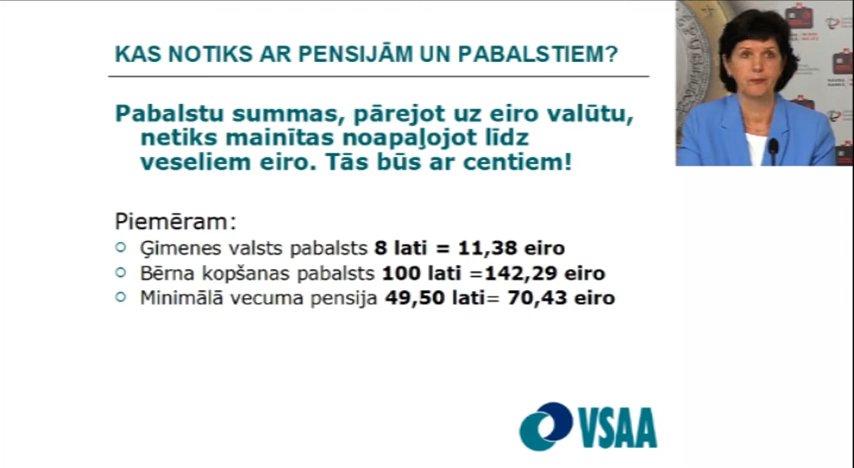 KAS NOTIKS AR PENSIJĀM UN PABALSTIEM?
Pabalstu summas, pārejot uz eiro valūtu,
netiks mainītas noapaļojot līdz
veseliem eiro. Tās būs ar centiem!
Piemēram:
Ģimenes valsts pabalsts 8 lati = 11,38 eiro
Bērna kopšanas pabalsts 100 lati =142,29 eiro
Minimālā vecuma pensija 49,50 lati= 70,43 eiro
VSAA